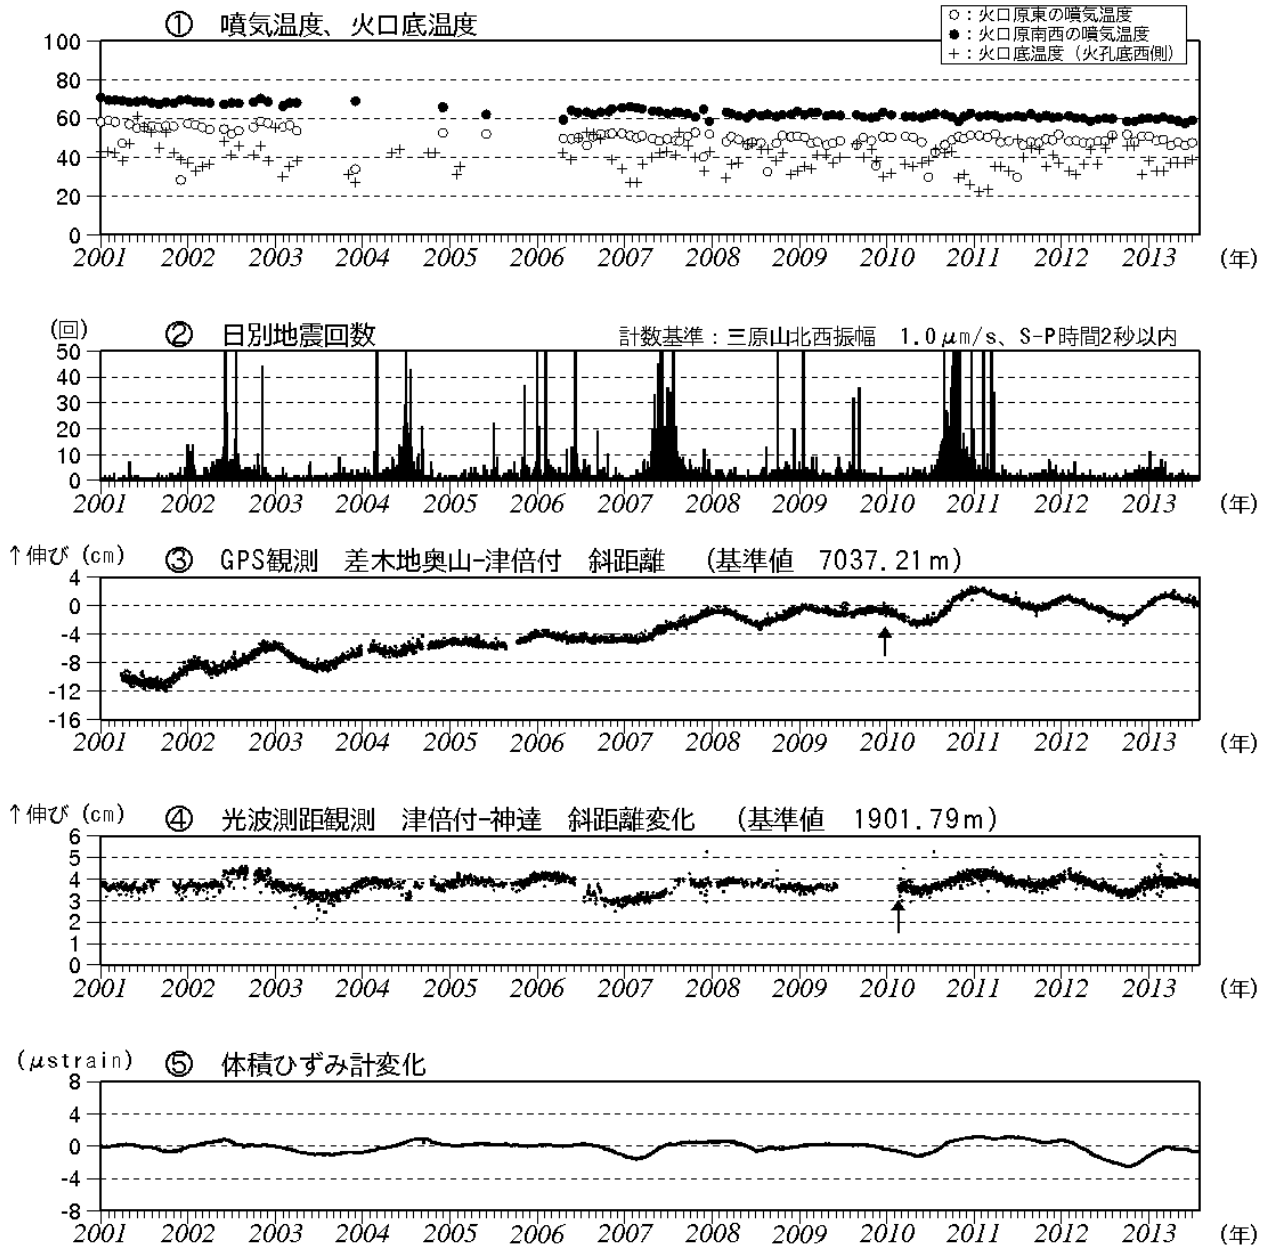 ① 噴気温度、火口底温度
○：火口原東の噴気温度
●：火口原南西の噴気温度
＋：火口底温度（火孔底西側）
100
80
60
40
20
0
2001 2002 2003 2004 2005 2006 2007 2008 2009 2010 2011 2012 2013 (年)
(回) ② 日別地震回数 計数基準：三原山北西振幅 1.0μm/s、S-P時間2秒以内
50
40
30
20
10
0
2001 2002 2003 2004 2005 2006 2007 2008 2009 2010 2011 2012 2013 (年)
↑伸び (cm) ③ GPS観測 差木地奥山-津倍付 斜距離 (基準値 7037.21m)
4
0
-4
-8
-12
-16
2001 2002 2003 2004 2005 2006 2007 2008 2009 2010 2011 2012 2013 (年)
↑伸び (cm) ④ 光波測距観測 津倍付-神達 斜距離変化 (基準値 1901.79m)
6
5
4
3
2
1
0
2001 2002 2003 2004 2005 2006 2007 2008 2009 2010 2011 2012 2013 (年)
(μstrain) ⑤ 体積ひずみ計変化
8
4
0
-4
-8
2001 2002 2003 2004 2005 2006 2007 2008 2009 2010 2011 2012 2013 (年)